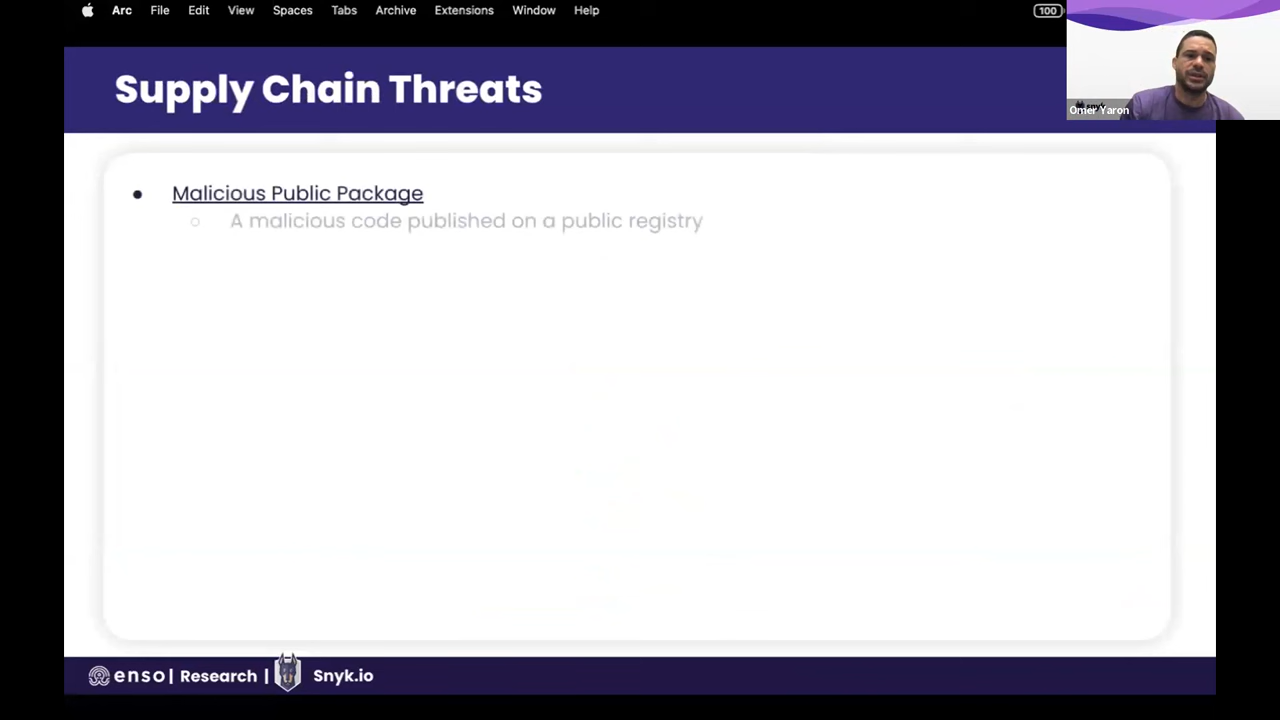 Arc File Edit View Spaces Tabs Archive Extensions Window Help 100
Supply Chain Threats
Omer Yaron
● Malicious Public Package
○ A malicious code published on a public registry
enso | Research | Snyk.io